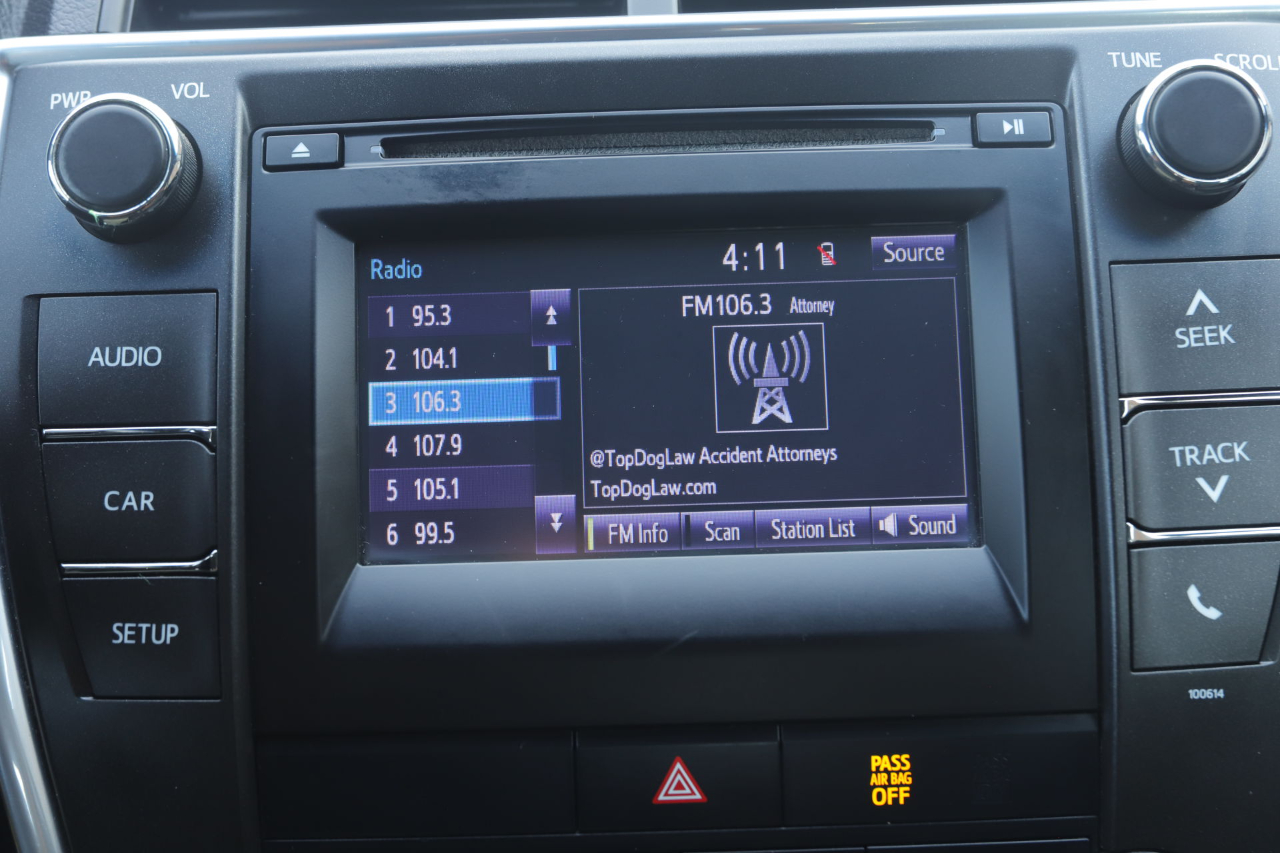 PWR VOL
TUNE SCROLL
AUDIO
CAR
SETUP
Radio
4:11
Source
1 95.3
2 104.1
3 106.3
4 107.9
5 105.1
6 99.5
FM106.3 Attorney
@TopDogLaw Accident Attorneys
TopDogLaw.com
FM Info
Scan
Station List
Sound
SEEK
TRACK
100614
PASS
AIR BAG
OFF